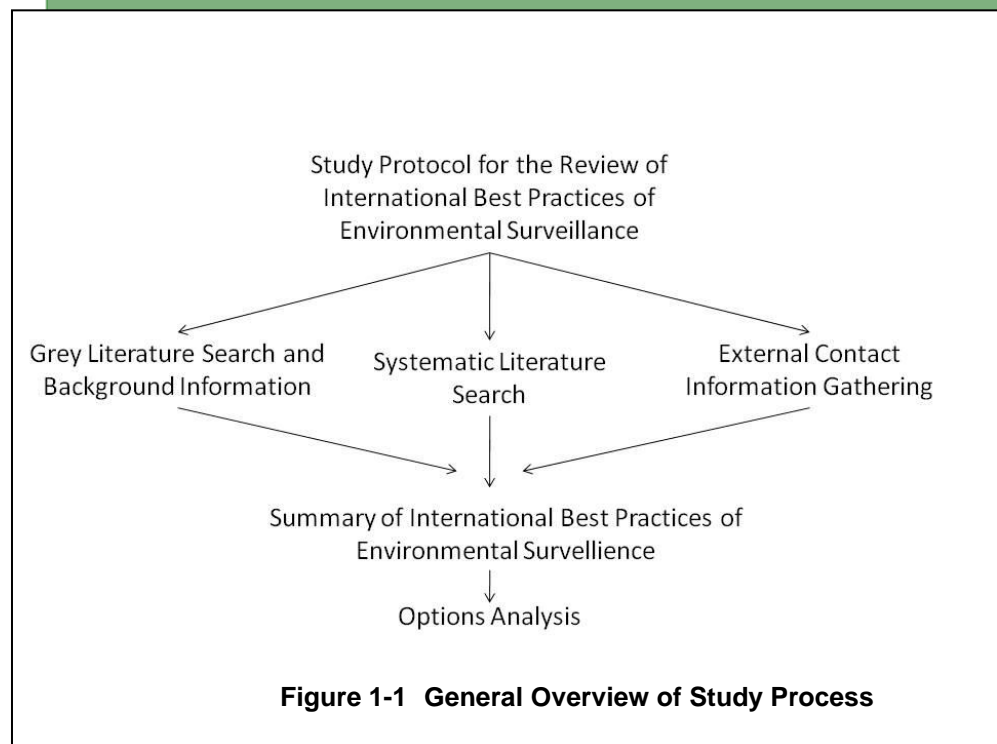 Study Protocol for the Review of
International Best Practices of
Environmental Surveillance
Grey Literature Search and
Background Information
Systematic Literature
Search
External Contact
Information Gathering
Summary of International Best Practices of
Environmental Survellience
Options Analysis
Figure 1-1 General Overview of Study Process